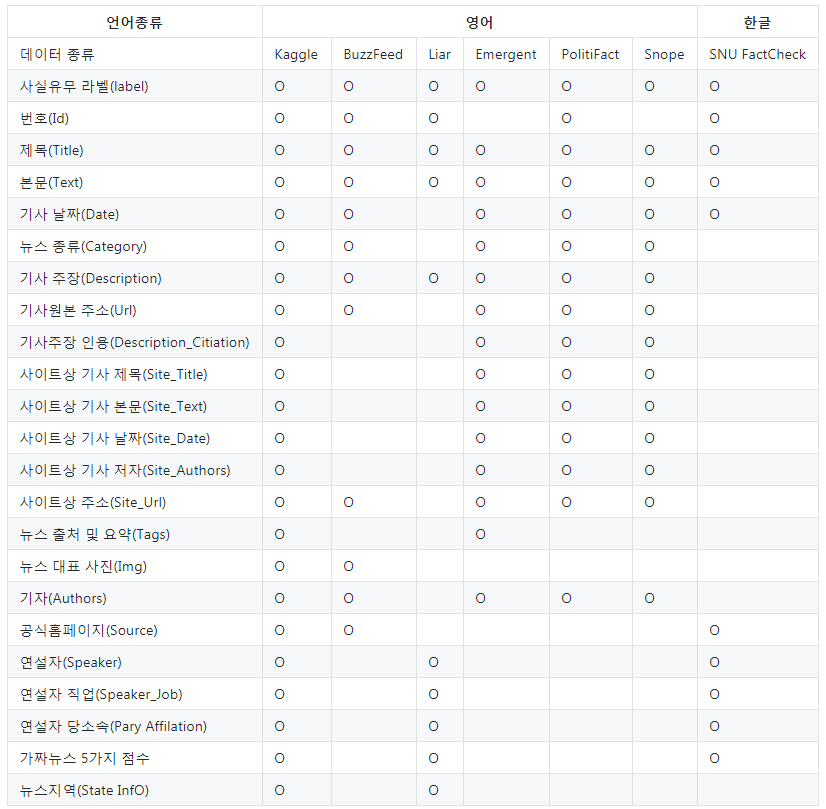 언어종류 영어 한글
데이터 종류 Kaggle BuzzFeed Liar Emergent PolitiFact Snope SNU FactCheck
사실유무 라벨(label) O O O O O O O
번호(Id) O O O O O
제목(Title) O O O O O O O
본문(Text) O O O O O O O
기사 날짜(Date) O O O O O O
뉴스 종류(Category) O O O O O
기사 주장(Description) O O O O O O
기사원본 주소(Url) O O O O O
기사주장 인용(Description_Citiation) O O O O
사이트상 기사 제목(Site_Title) O O O O
사이트상 기사 본문(Site_Text) O O O O
사이트상 기사 날짜(Site_Date) O O O O
사이트상 기사 저자(Site_Authors) O O O O
사이트상 주소(Site_Url) O O O O O
뉴스 출처 및 요약(Tags) O O
뉴스 대표 사진(Img) O O
기자(Authors) O O O O O
공식홈페이지(Source) O O O
연설자(Speaker) O O O
연설자 직업(Speaker_Job) O O O
연설자 당소속(Pary Affilation) O O O
가짜뉴스 5가지 점수 O O O
뉴스지역(State InfO) O O